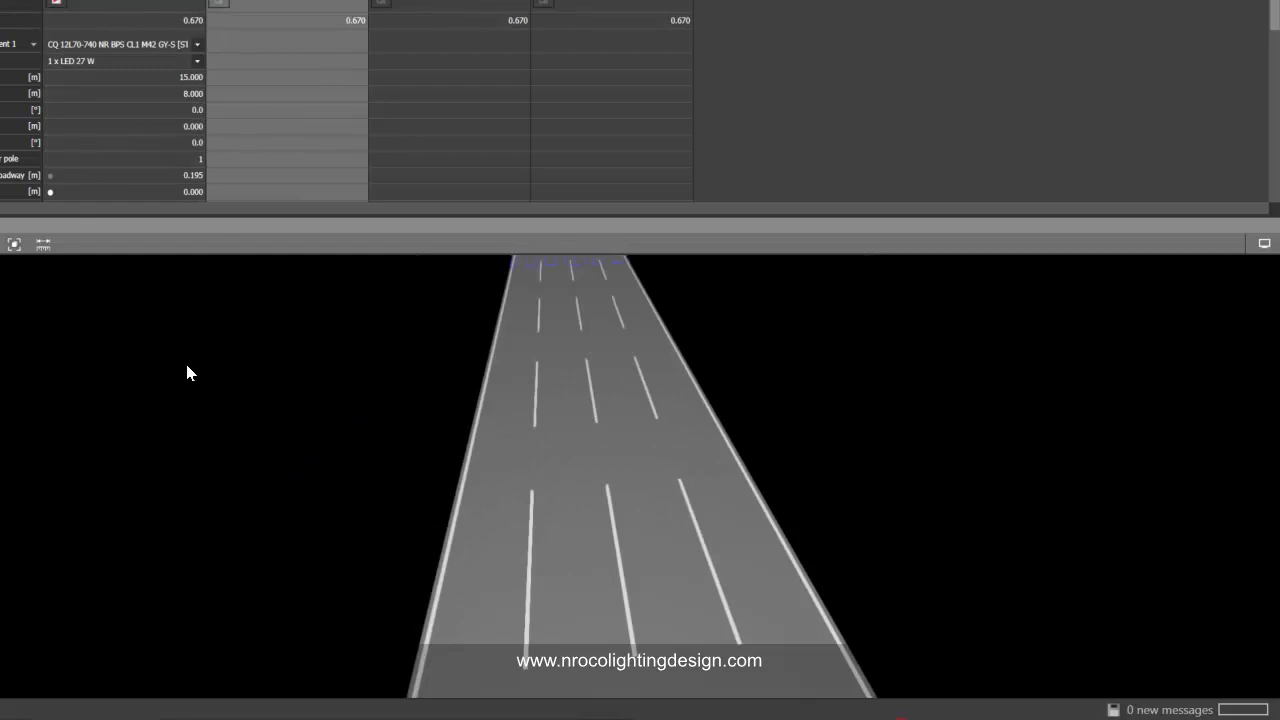 0.670 0.670 0.670 0.670
ent 1 CQ 12L70-740 NR BPS CL1 M42 GY-S [ST
1 x LED 27 W
[m] 15.000
[m] 8.000
[°] 0.0
[m] 0.000
[°] 0.0
r pole 1
oadway [m] 0.195
[m] 0.000
www.nrocolightingdesign.com
0 new messages